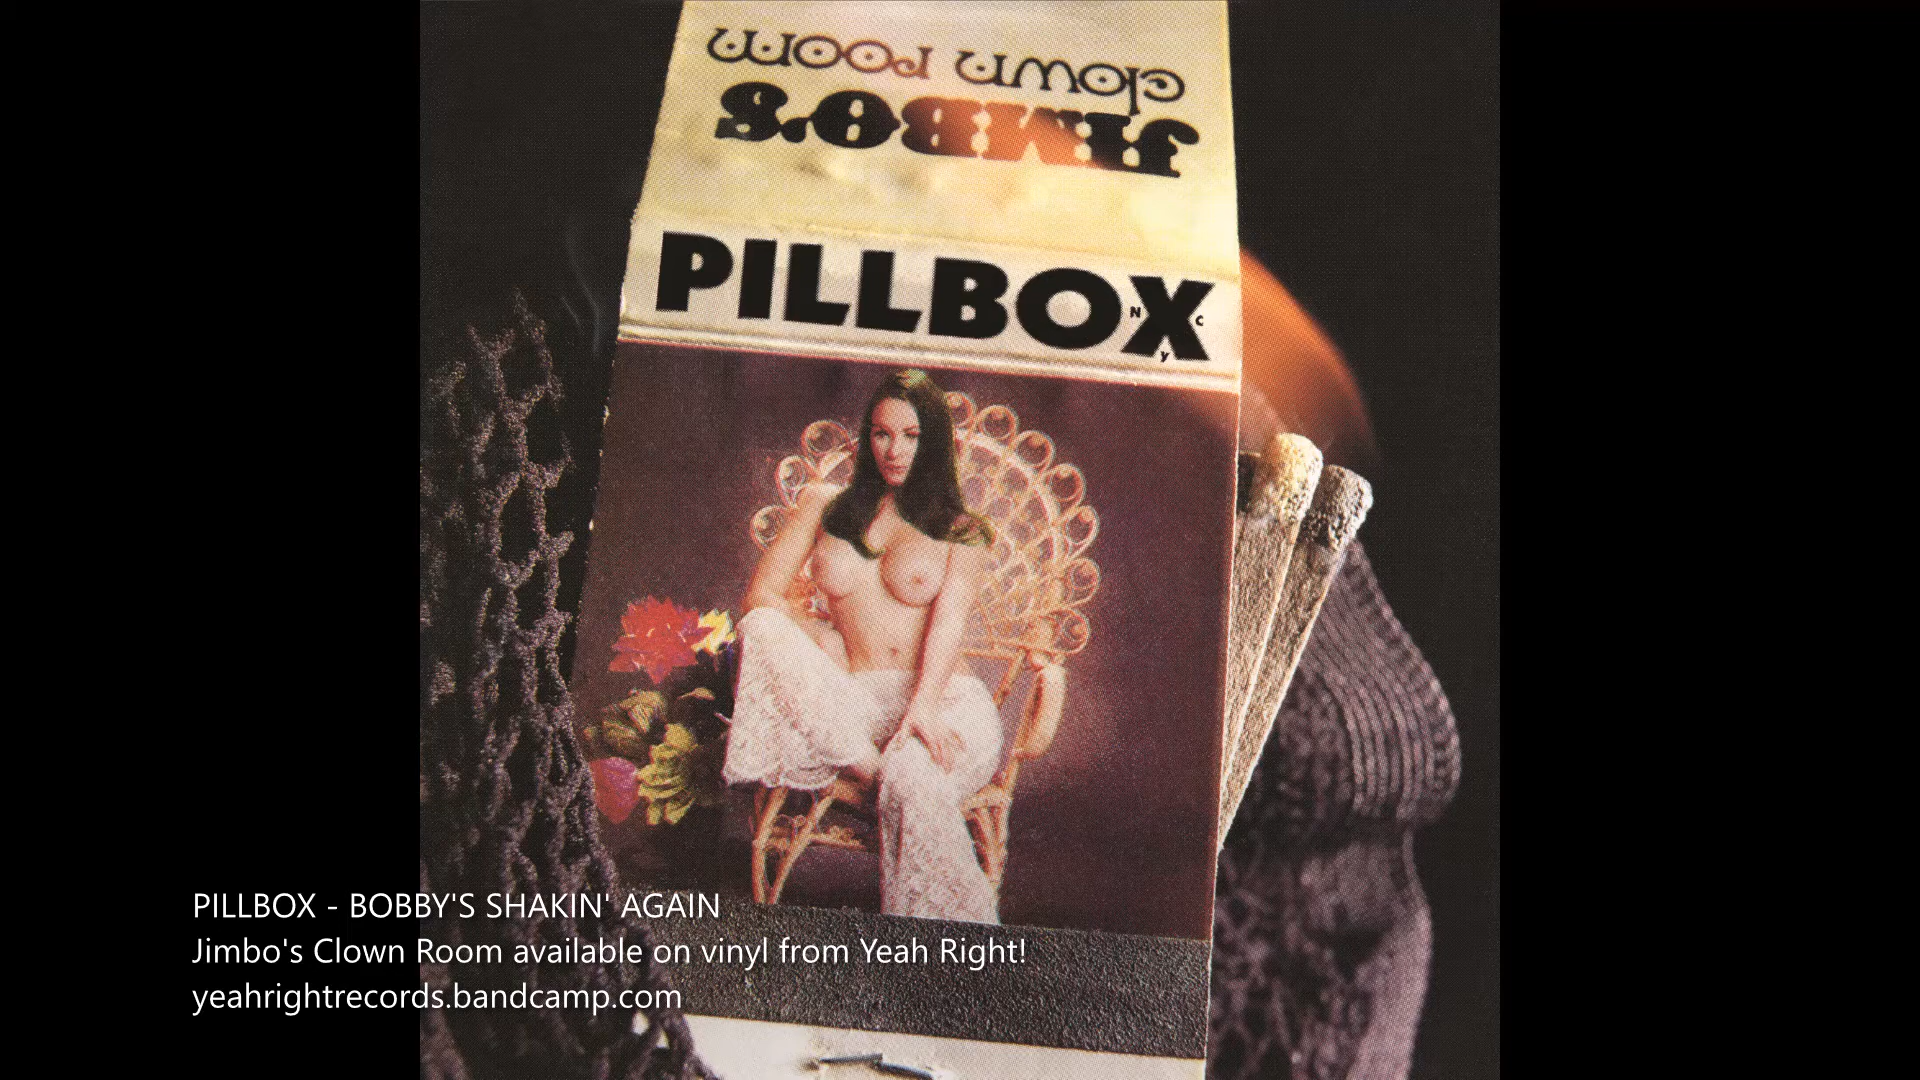 Clown Room
JIMBO'S
PILLBOX
N Y C
PILLBOX - BOBBY'S SHAKIN' AGAIN
Jimbo's Clown Room available on vinyl from Yeah Right!
yeahrightrecords.bandcamp.com